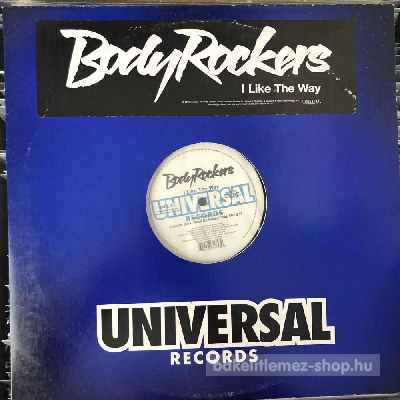 BodyRockers
I Like The Way
BodyRockers
I Like The Way
UNIVERSAL
RECORDS
UNIVERSAL
RECORDS
bakelitlemez-shop.hu